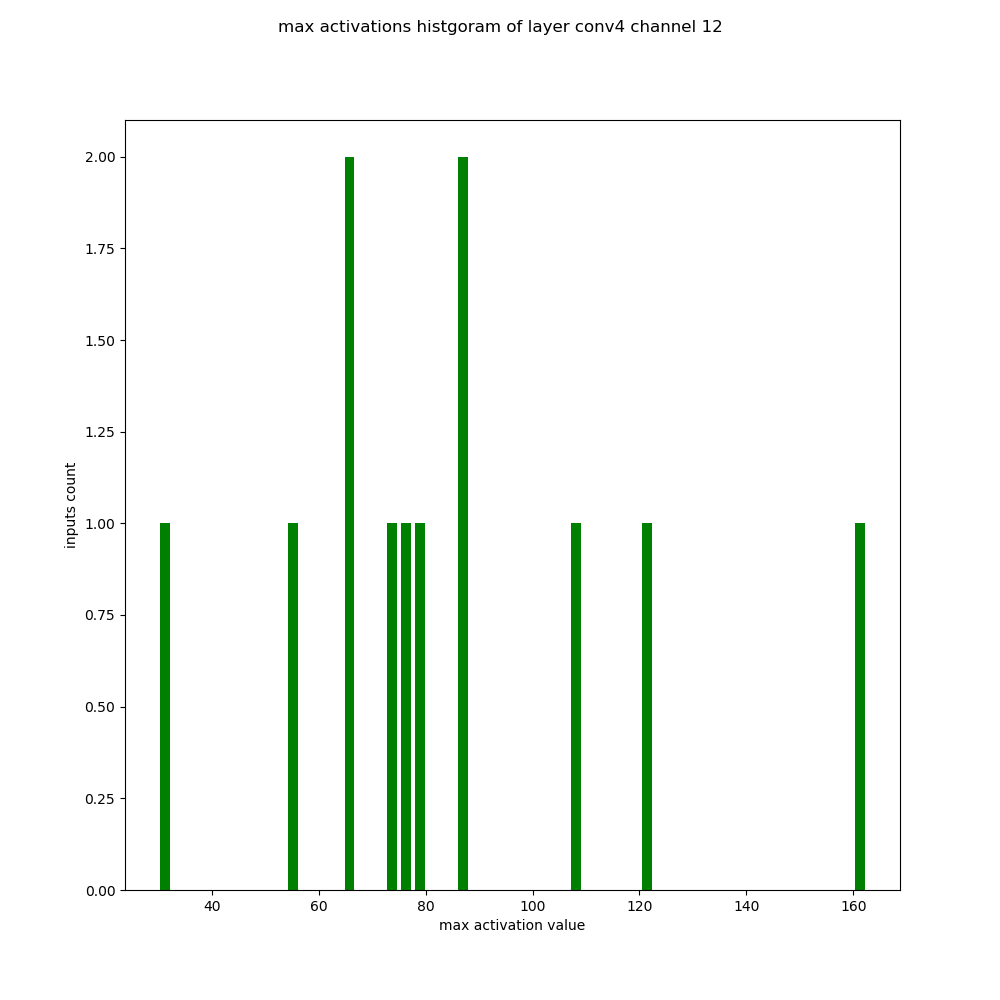 max activations histgoram of layer conv4 channel 12
2.00
1.75
1.50
1.25
1.00
0.75
0.50
0.25
0.00
inputs count
40 60 80 100 120 140 160
max activation value